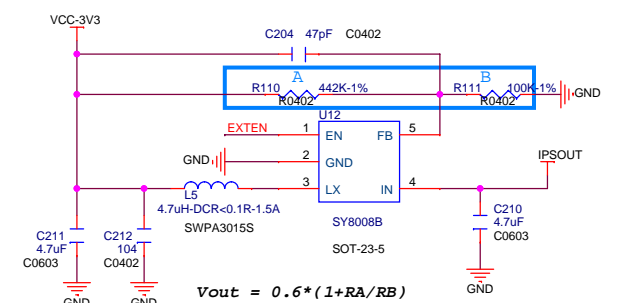 VCC-3V3
C204 47pF C0402
A B
R110 442K-1% R111 100K-1%
R0402 R0402 GND
U12
EXTEN 1 EN FB 5
GND 2 GND IPSOUT
3 LX IN 4
L5
4.7uH-DCR<0.1R-1.5A
SWPA3015S SY8008B
C210
4.7uF
C0603
C211 C212
4.7uF 104
C0603 C0402
SOT-23-5
GND GND Vout = 0.6*(1+RA/RB) GND